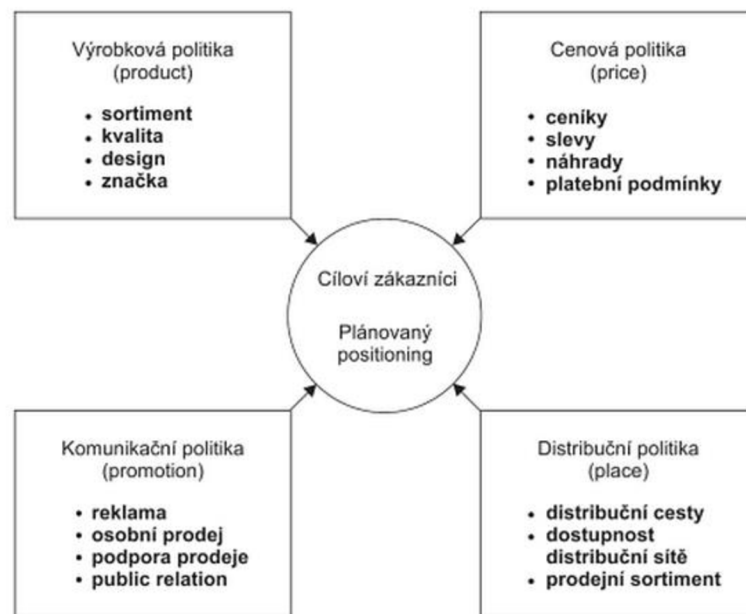 Výrobková politika
(product)
• sortiment
• kvalita
• design
• značka
Cenová politika
(price)
• ceníky
• slevy
• náhrady
• platební podmínky
Cíloví zákazníci
Plánovaný
positioning
Komunikační politika
(promotion)
• reklama
• osobní prodej
• podpora prodeje
• public relation
Distribuční politika
(place)
• distribuční cesty
• dostupnost
distribuční sítě
• prodejní sortiment